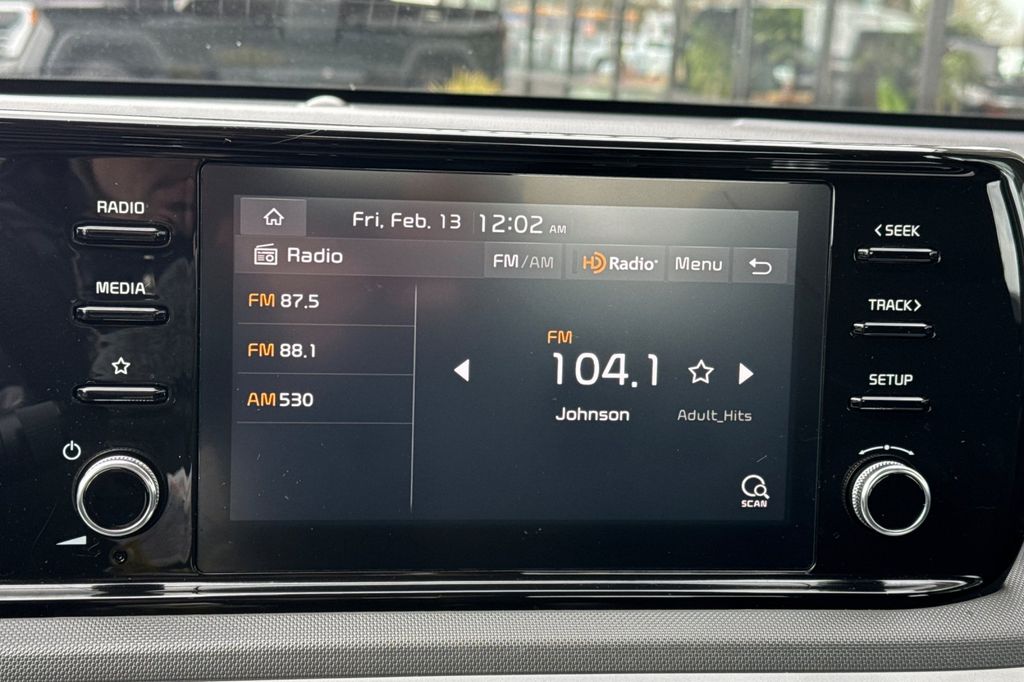 RADIO
MEDIA
Fri, Feb. 13 12:02 AM
Radio FM/AM HD Radio Menu
FM 87.5
FM 88.1
AM 530
FM
104.1
Johnson Adult_Hits
SCAN
< SEEK
TRACK >
SETUP